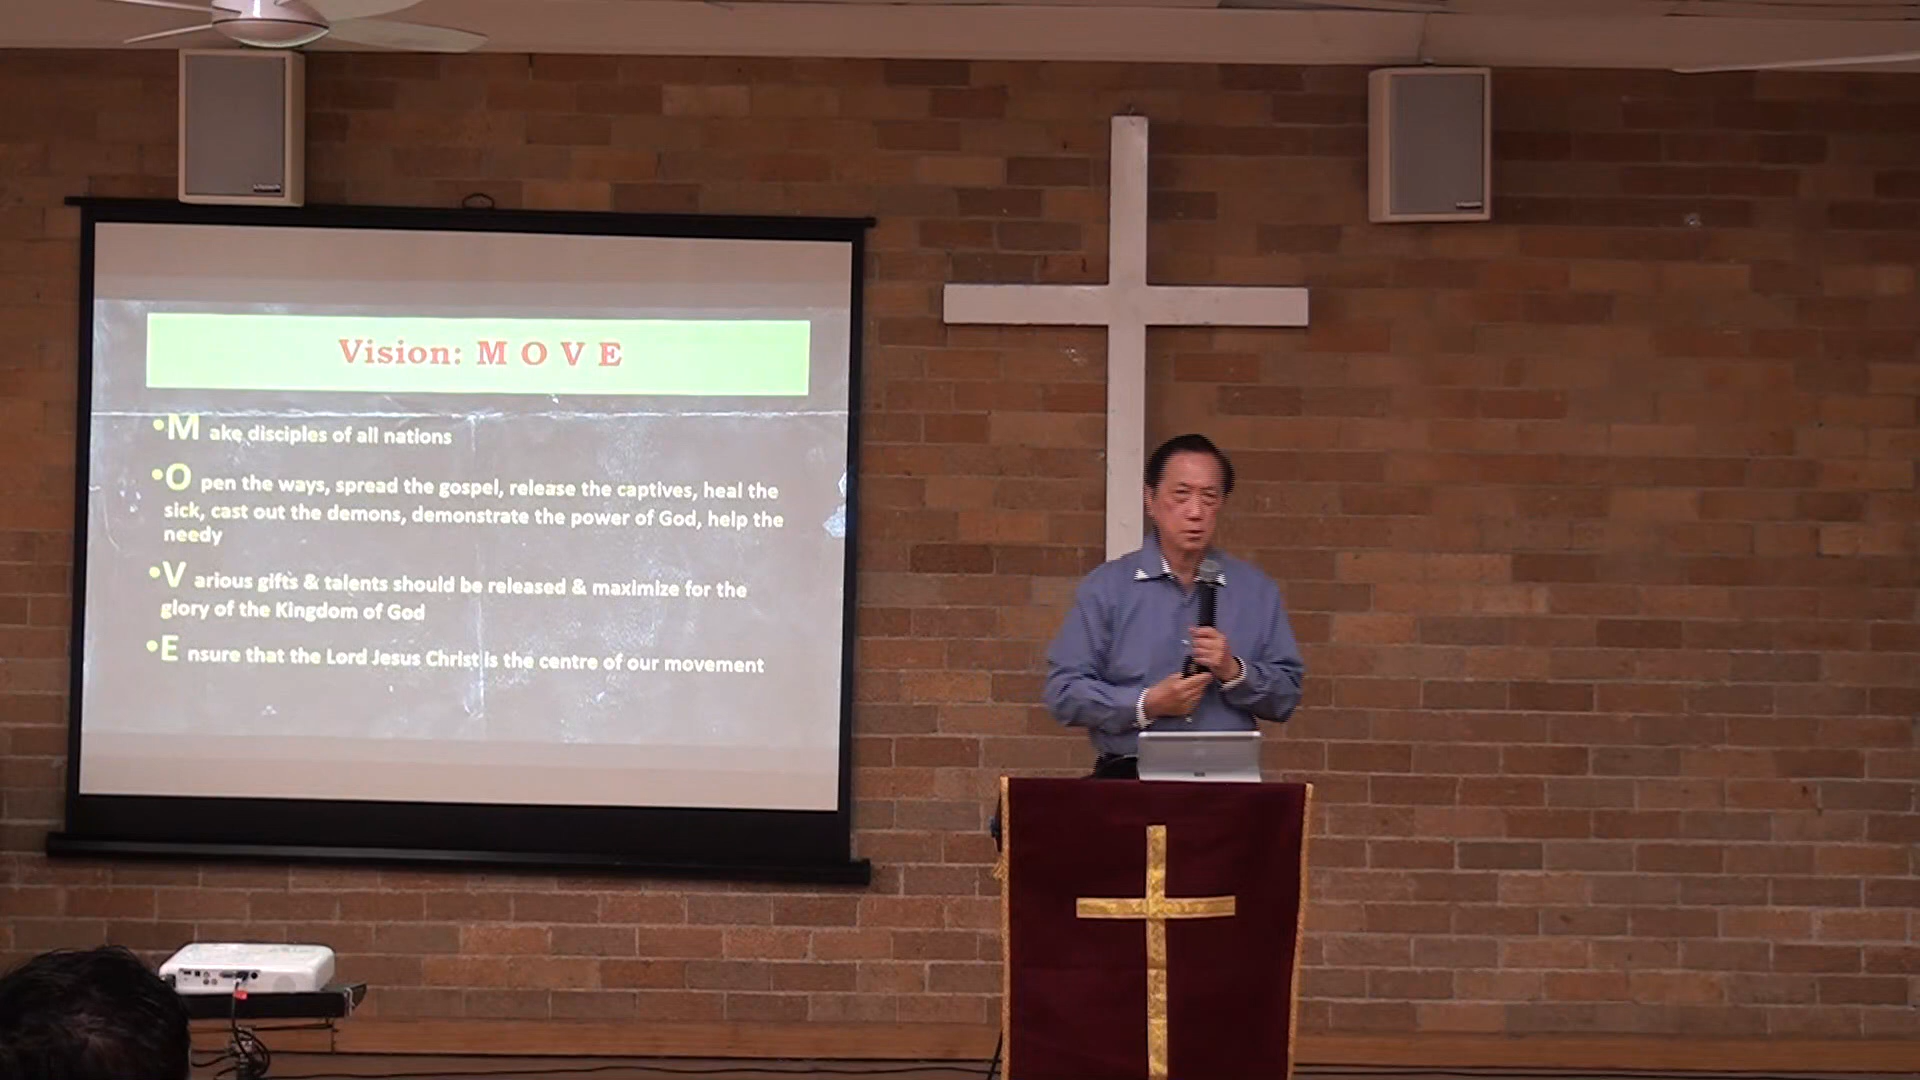 Vision: M O V E
•M ake disciples of all nations
•O pen the ways, spread the gospel, release the captives, heal the
sick, cast out the demons, demonstrate the power of God, help the
needy
•V arious gifts & talents should be released & maximize for the
glory of the Kingdom of God
•E nsure that the Lord Jesus Christ is the centre of our movement